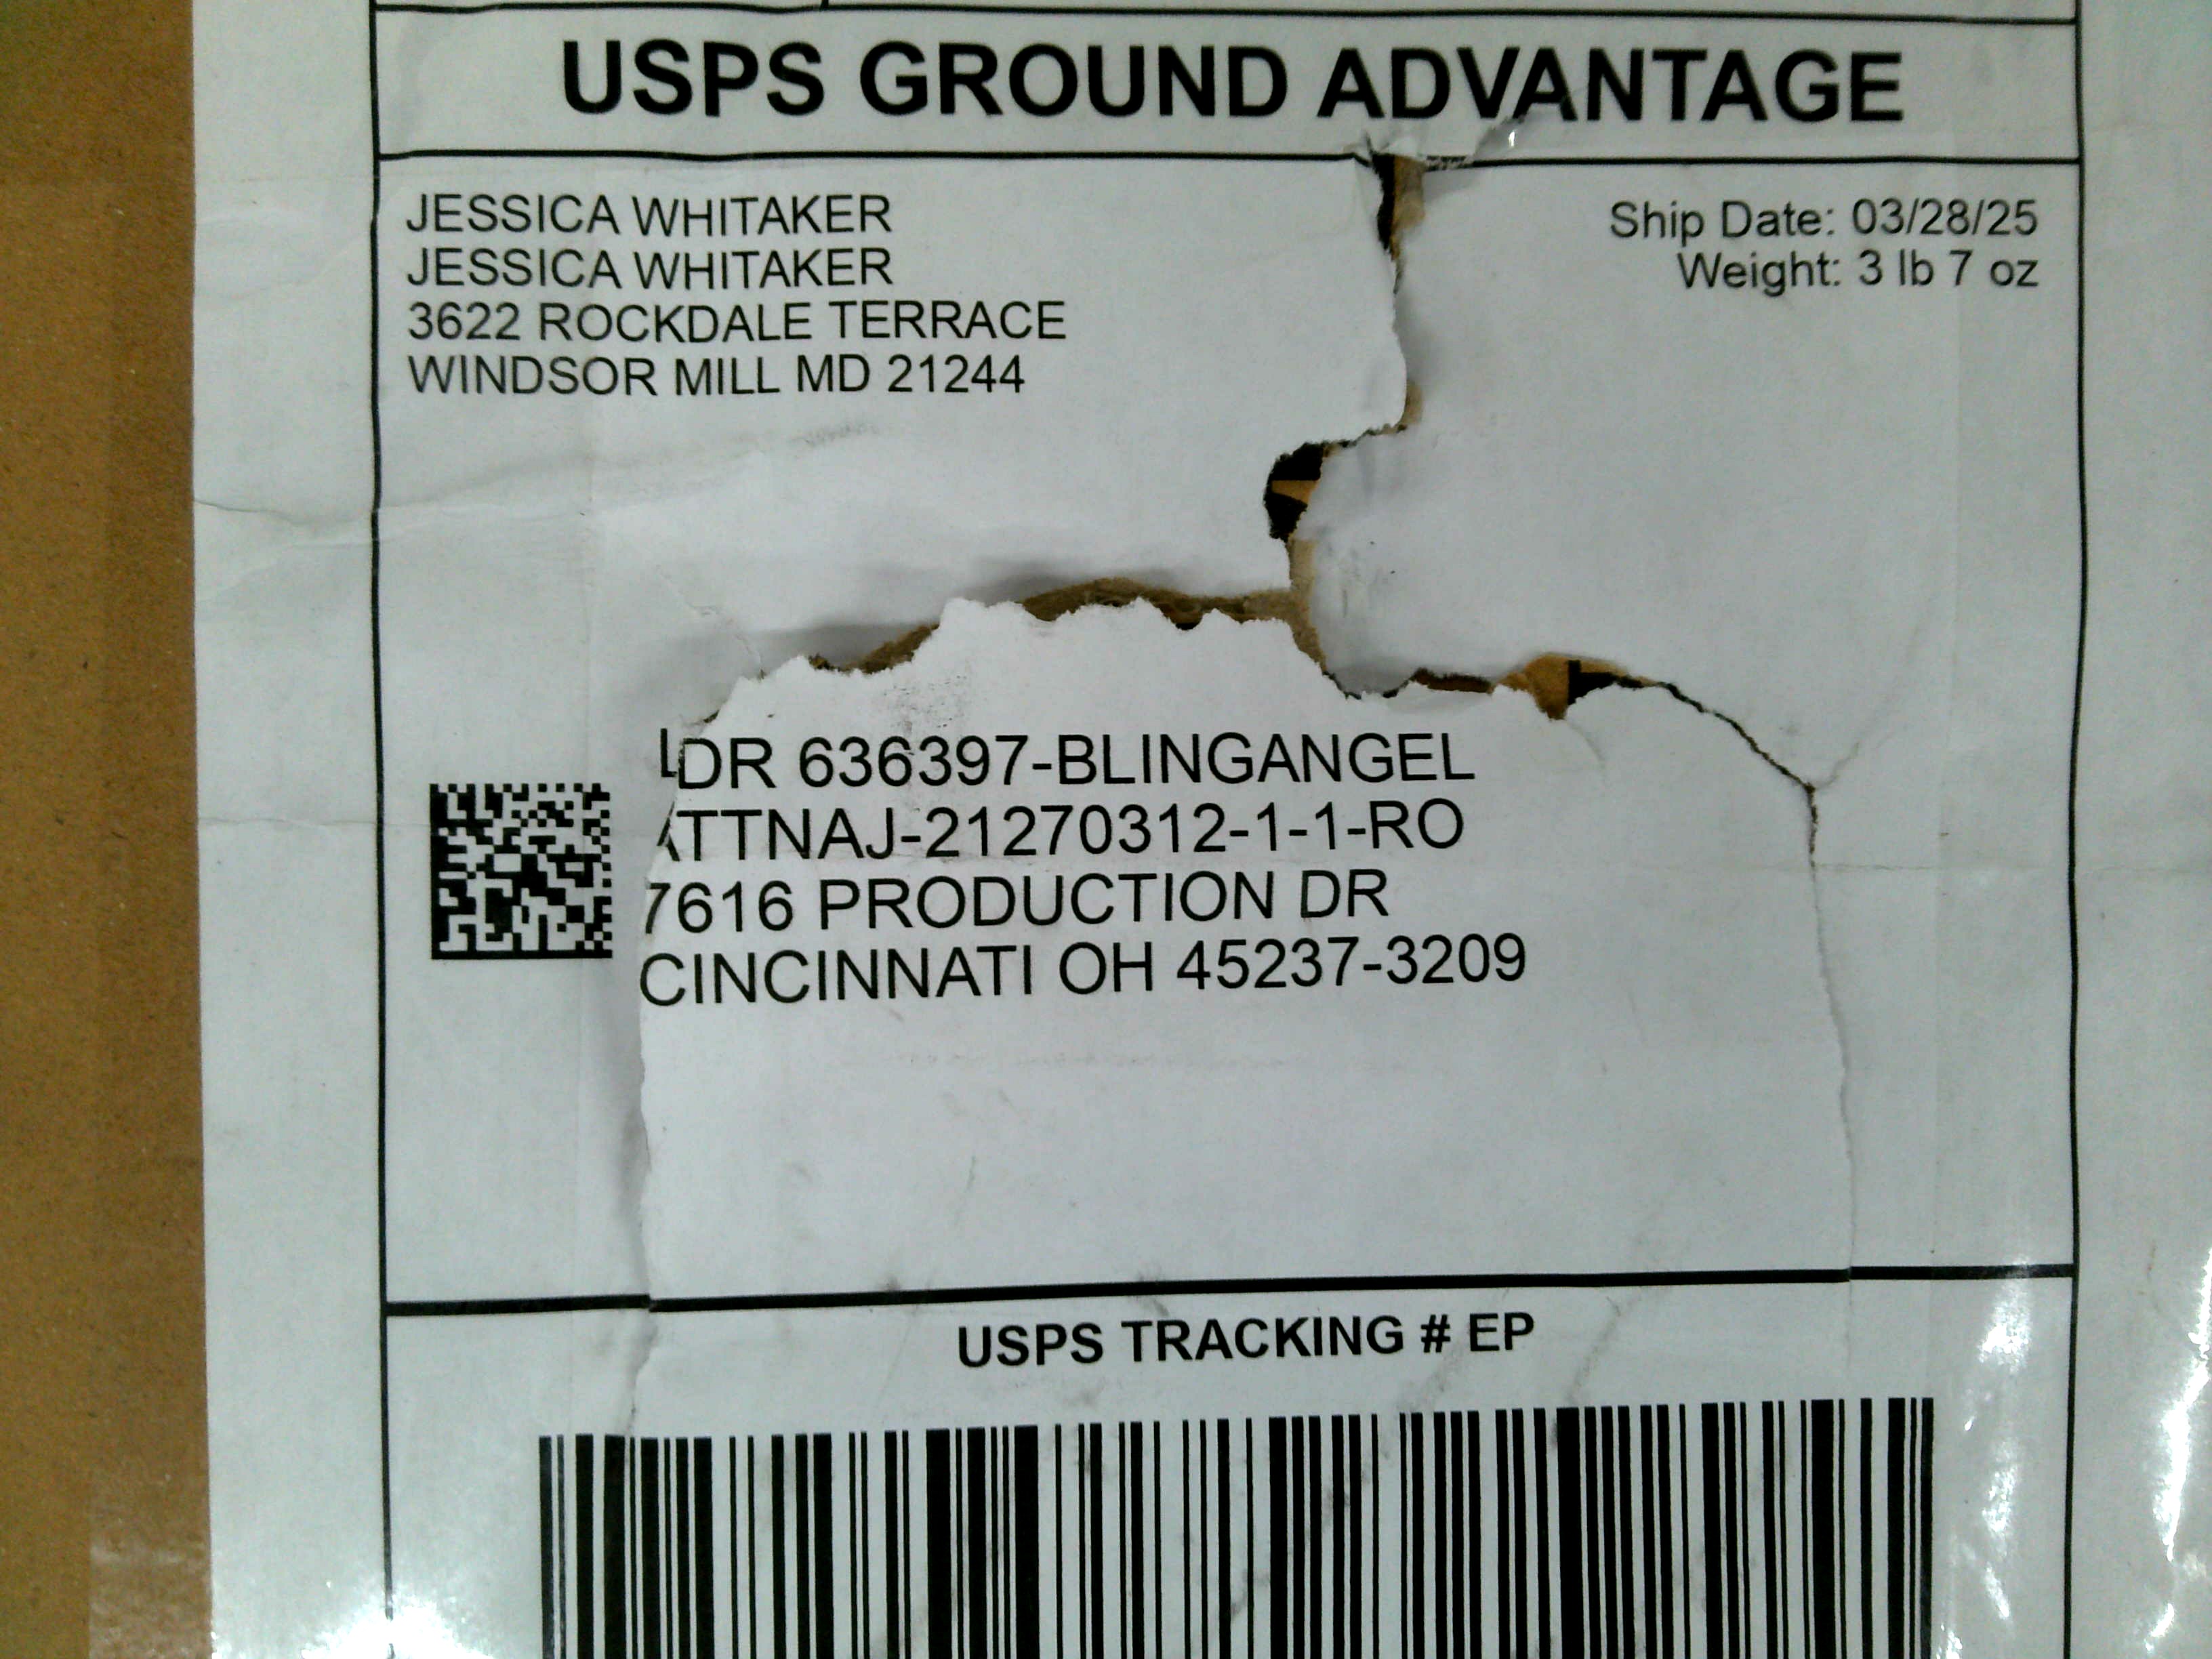 USPS GROUND ADVANTAGE
JESSICA WHITAKER
JESSICA WHITAKER
3622 ROCKDALE TERRACE
WINDSOR MILL MD 21244
Ship Date: 03/28/25
Weight: 3 lb 7 oz
LDR 636397-BLINGANGEL
ATTNAJ-21270312-1-1-RO
7616 PRODUCTION DR
CINCINNATI OH 45237-3209
USPS TRACKING # EP